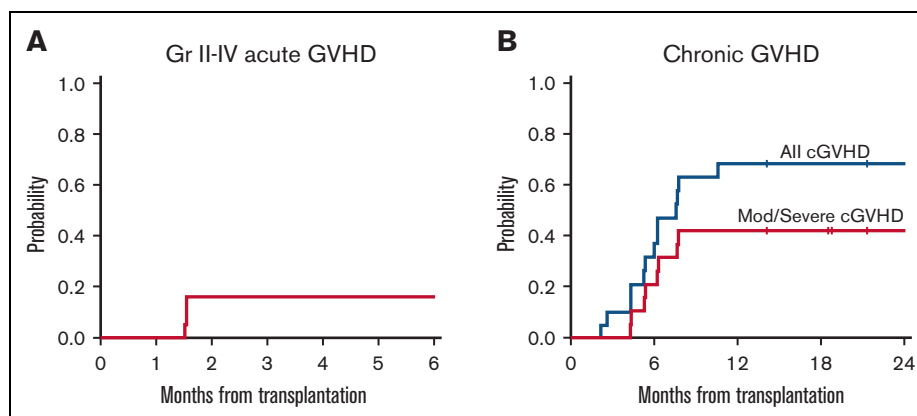 A
Gr II-IV acute GVHD
Probability
1.0
0.8
0.6
0.4
0.2
0.0
0 1 2 3 4 5 6
Months from transplantation
B
Chronic GVHD
Probability
1.0
0.8
0.6
0.4
0.2
0.0
All cGVHD
Mod/Severe cGVHD
0 6 12 18 24
Months from transplantation